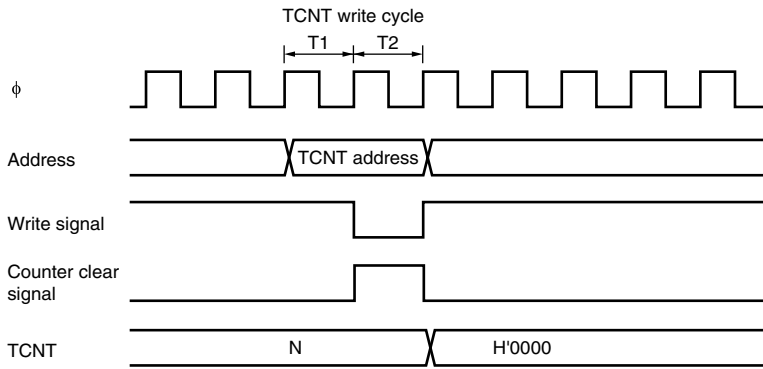 TCNT write cycle
T1 T2
ϕ
Address
TCNT address
Write signal
Counter clear
signal
TCNT
N
H'0000